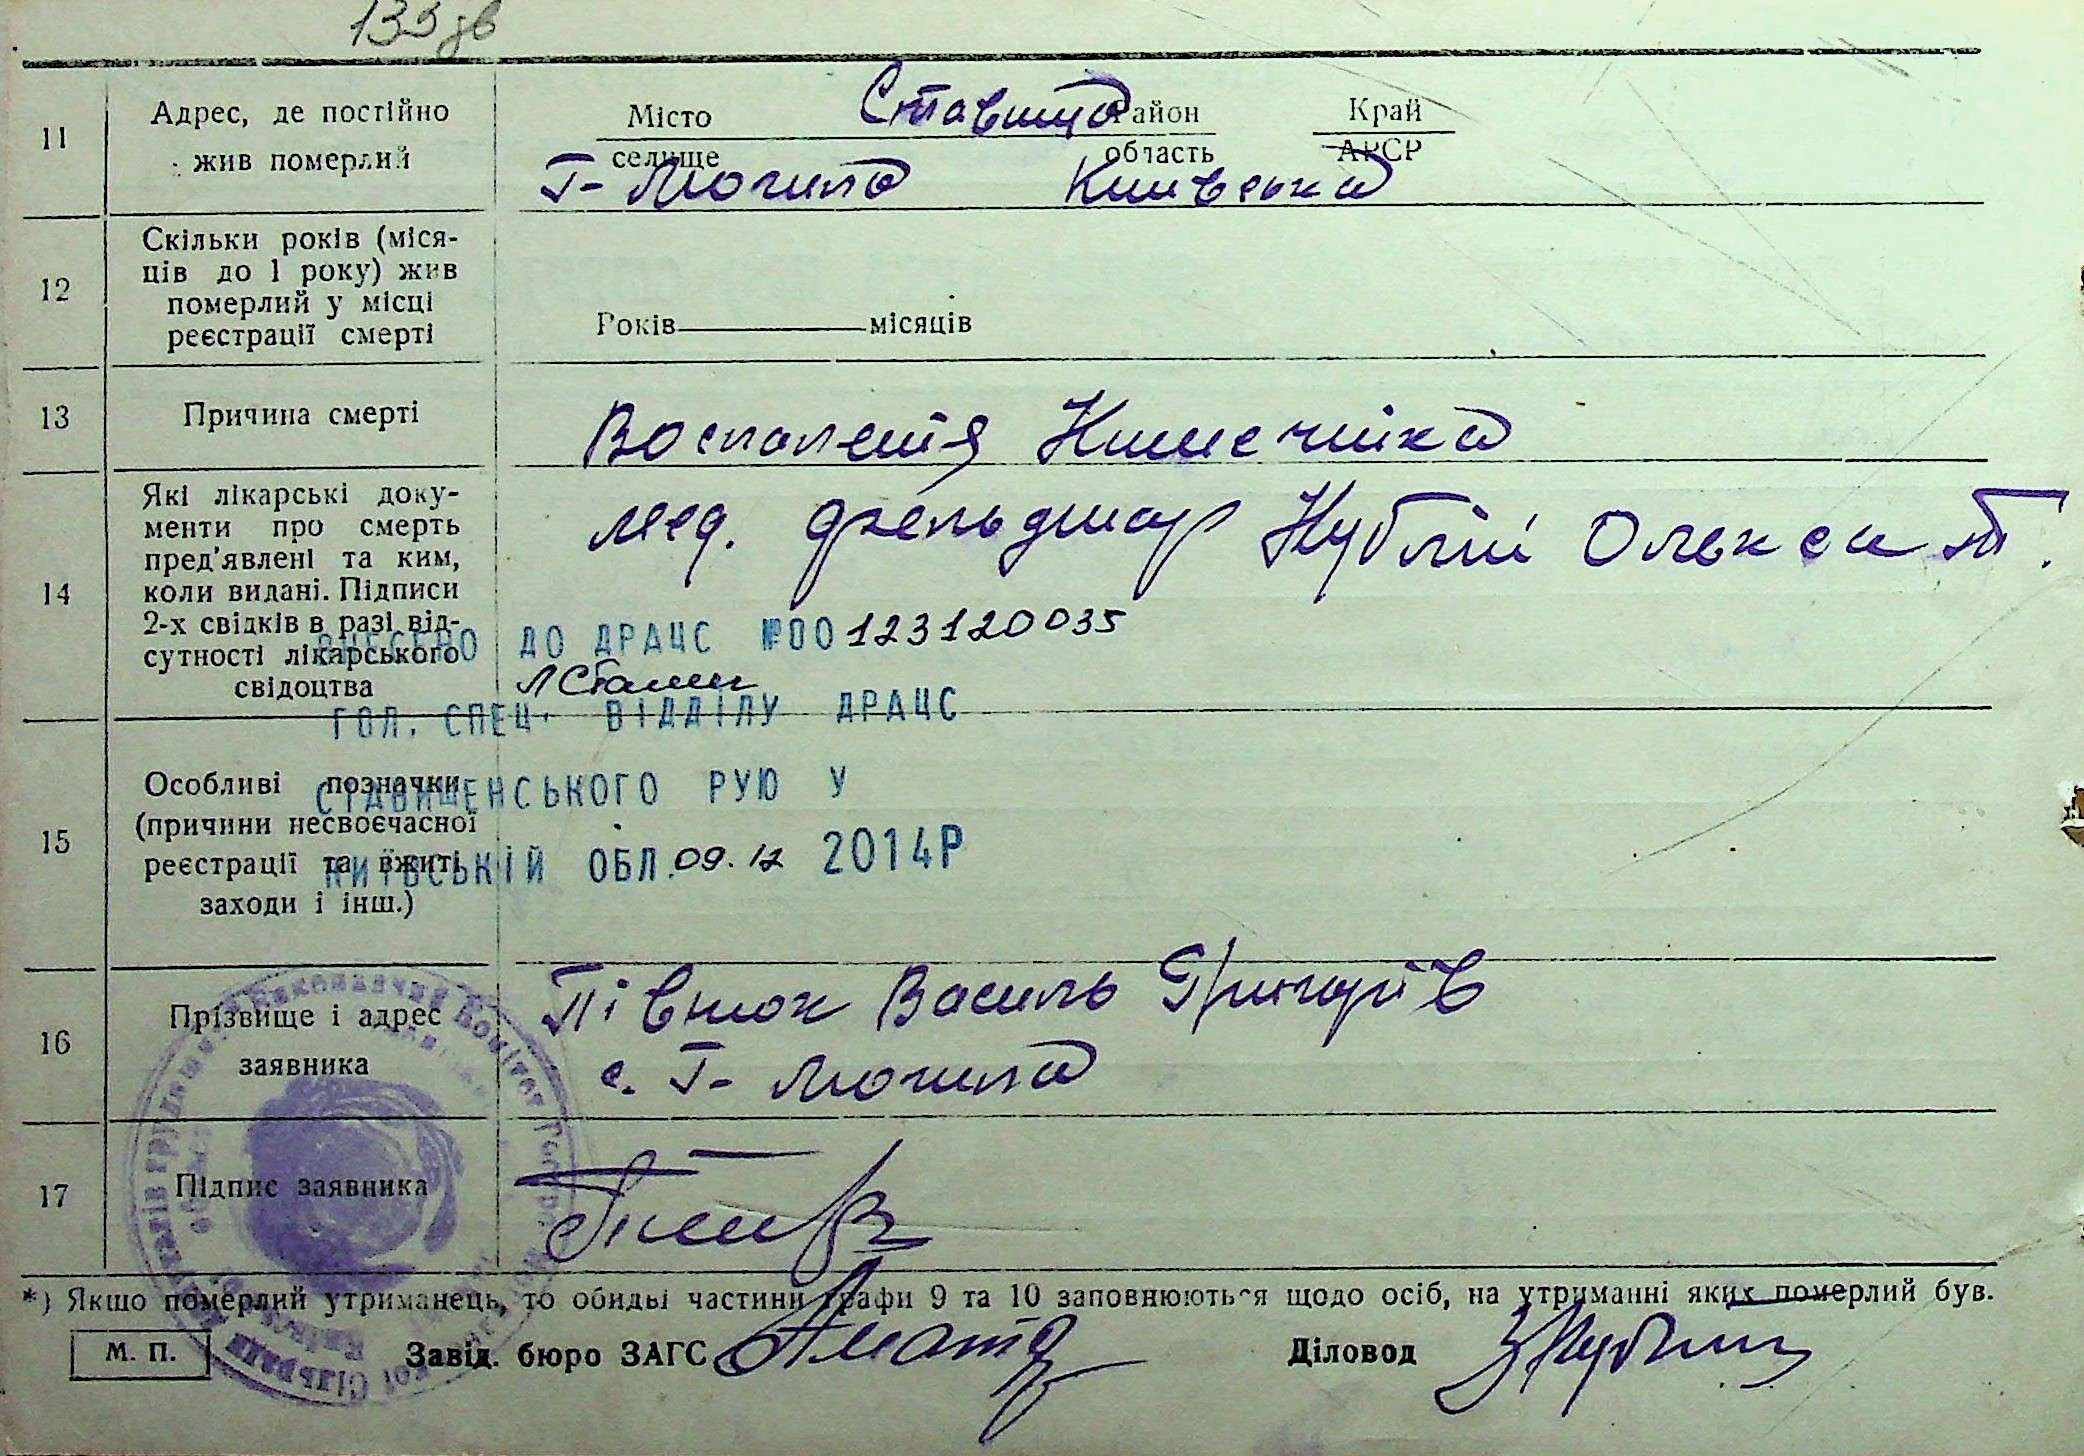 133 зв
11
Адрес, де постійно
жив померлий
Місто
селище
Ставище
Район
область
Край
АРСР
Г-Могила
Київська
12
Скільки років (міся-
ців до 1 року) жив
померлий у місці
реєстрації смерті
Років
місяців
13
Причина смерті
Воспаленія Кишечніка
14
Які лікарські доку-
менти про смерть
пред'явлені та ким,
коли видані. Підписи
2-х свідків в разі від-
сутності лікарського
свідоцтва
мед. фельдшар Кублій Олекса
ВНЕСЕНО ДО ДРАЦС №00123120035
ГОЛ. СПЕЦ. ВІДДІЛУ ДРАЦС
СТАВИЩЕНСЬКОГО РУЮ У
КИЇВСЬКІЙ ОБЛ. 09.12 2014Р
15
Особливі позначки
(причини несвоєчасної
реєстрації та вжиті
заходи і інш.)
16
Прізвище і адрес
заявника
Півнюк Василь Григорів
с. Г-Могила
17
Підпис заявника
*) Якщо померлий утриманець, то обидві частини графи 9 та 10 заповнюються щодо осіб, на утриманні яких померлий був.
М. П.
Завід. бюро ЗАГС
Діловод